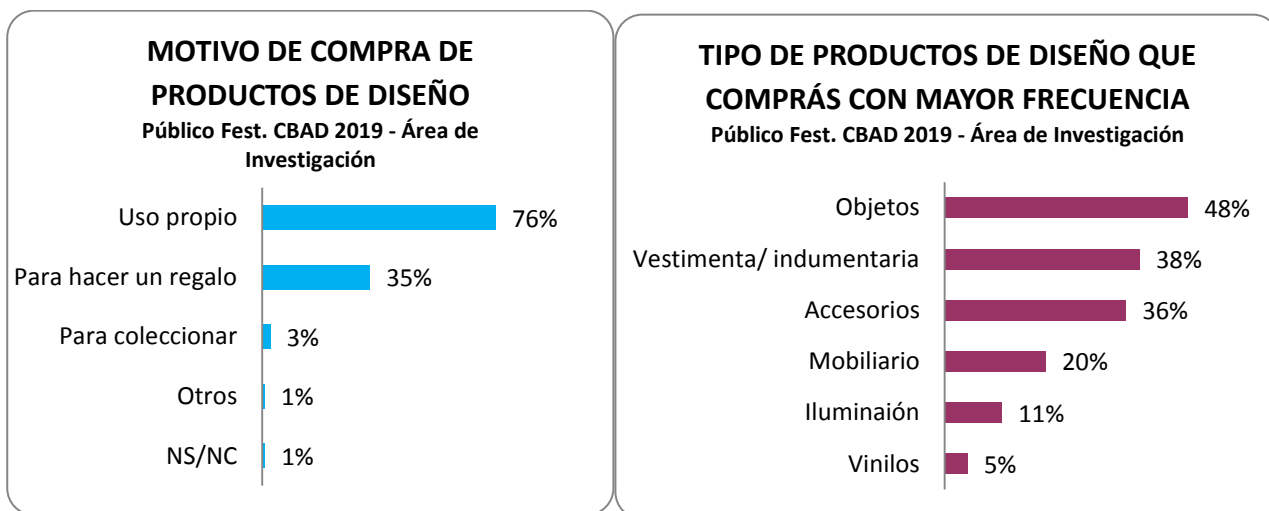 MOTIVO DE COMPRA DE
PRODUCTOS DE DISEÑO
Público Fest. CBAD 2019 - Área de
Investigación
Uso propio 76%
Para hacer un regalo 35%
Para coleccionar 3%
Otros 1%
NS/NC 1%
TIPO DE PRODUCTOS DE DISEÑO QUE
COMPRÁS CON MAYOR FRECUENCIA
Público Fest. CBAD 2019 - Área de Investigación
Objetos 48%
Vestimenta/ indumentaria 38%
Accesorios 36%
Mobiliario 20%
Iluminaión 11%
Vinilos 5%